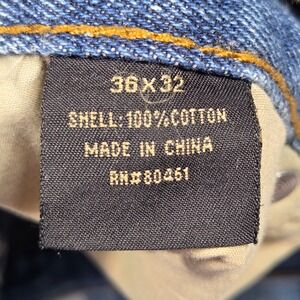 36X32
SHELL: 100% COTTON
MADE IN CHINA
RN#80461